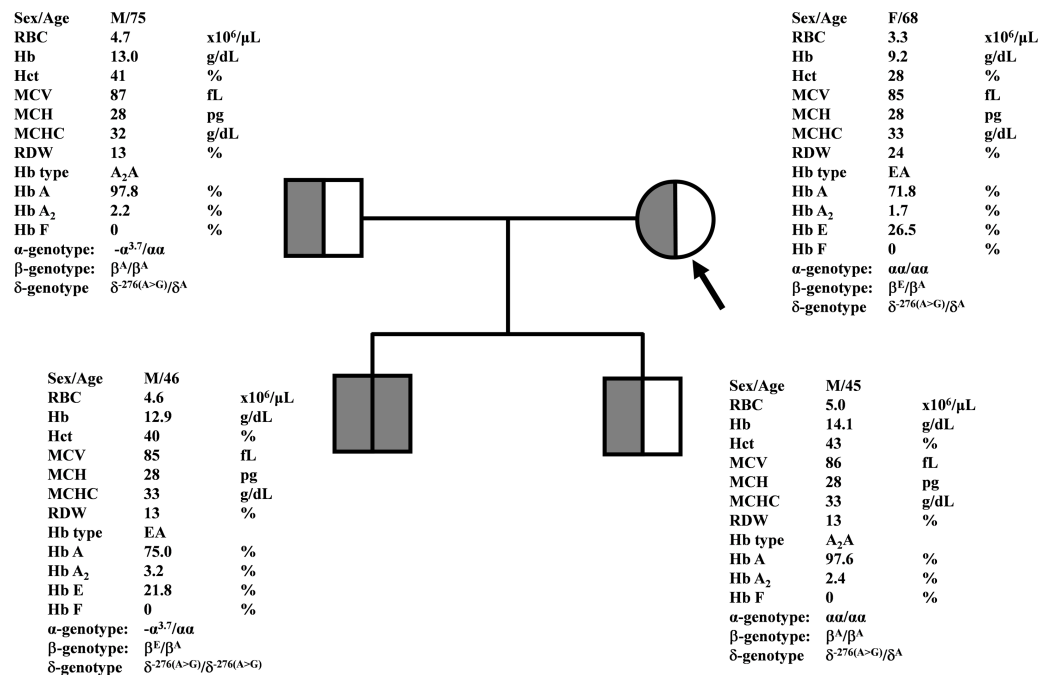 Sex/Age M/75
RBC 4.7 x10⁶/µL
Hb 13.0 g/dL
Hct 41 %
MCV 87 fL
MCH 28 pg
MCHC 32 g/dL
RDW 13 %
Hb type A₂A
Hb A 97.8 %
Hb A₂ 2.2 %
Hb F 0 %
α-genotype: -α³·⁷/αα
β-genotype: βᴬ/βᴬ
δ-genotype δ⁻²⁷⁶⁽ᴬ>ᴳ⁾/δᴬ
Sex/Age F/68
RBC 3.3 x10⁶/µL
Hb 9.2 g/dL
Hct 28 %
MCV 85 fL
MCH 28 pg
MCHC 33 g/dL
RDW 24 %
Hb type EA
Hb A 71.8 %
Hb A₂ 1.7 %
Hb E 26.5 %
Hb F 0 %
α-genotype: αα/αα
β-genotype: βᴱ/βᴬ
δ-genotype δ⁻²⁷⁶⁽ᴬ>ᴳ⁾/δᴬ
Sex/Age M/46
RBC 4.6 x10⁶/µL
Hb 12.9 g/dL
Hct 40 %
MCV 85 fL
MCH 28 pg
MCHC 33 g/dL
RDW 13 %
Hb type EA
Hb A 75.0 %
Hb A₂ 3.2 %
Hb E 21.8 %
Hb F 0 %
α-genotype: -α³·⁷/αα
β-genotype: βᴱ/βᴬ
δ-genotype δ⁻²⁷⁶⁽ᴬ>ᴳ⁾/δ⁻²⁷⁶⁽ᴬ>ᴳ⁾
Sex/Age M/45
RBC 5.0 x10⁶/µL
Hb 14.1 g/dL
Hct 43 %
MCV 86 fL
MCH 28 pg
MCHC 33 g/dL
RDW 13 %
Hb type A₂A
Hb A 97.6 %
Hb A₂ 2.4 %
Hb F 0 %
α-genotype: αα/αα
β-genotype: βᴬ/βᴬ
δ-genotype δ⁻²⁷⁶⁽ᴬ>ᴳ⁾/δᴬ